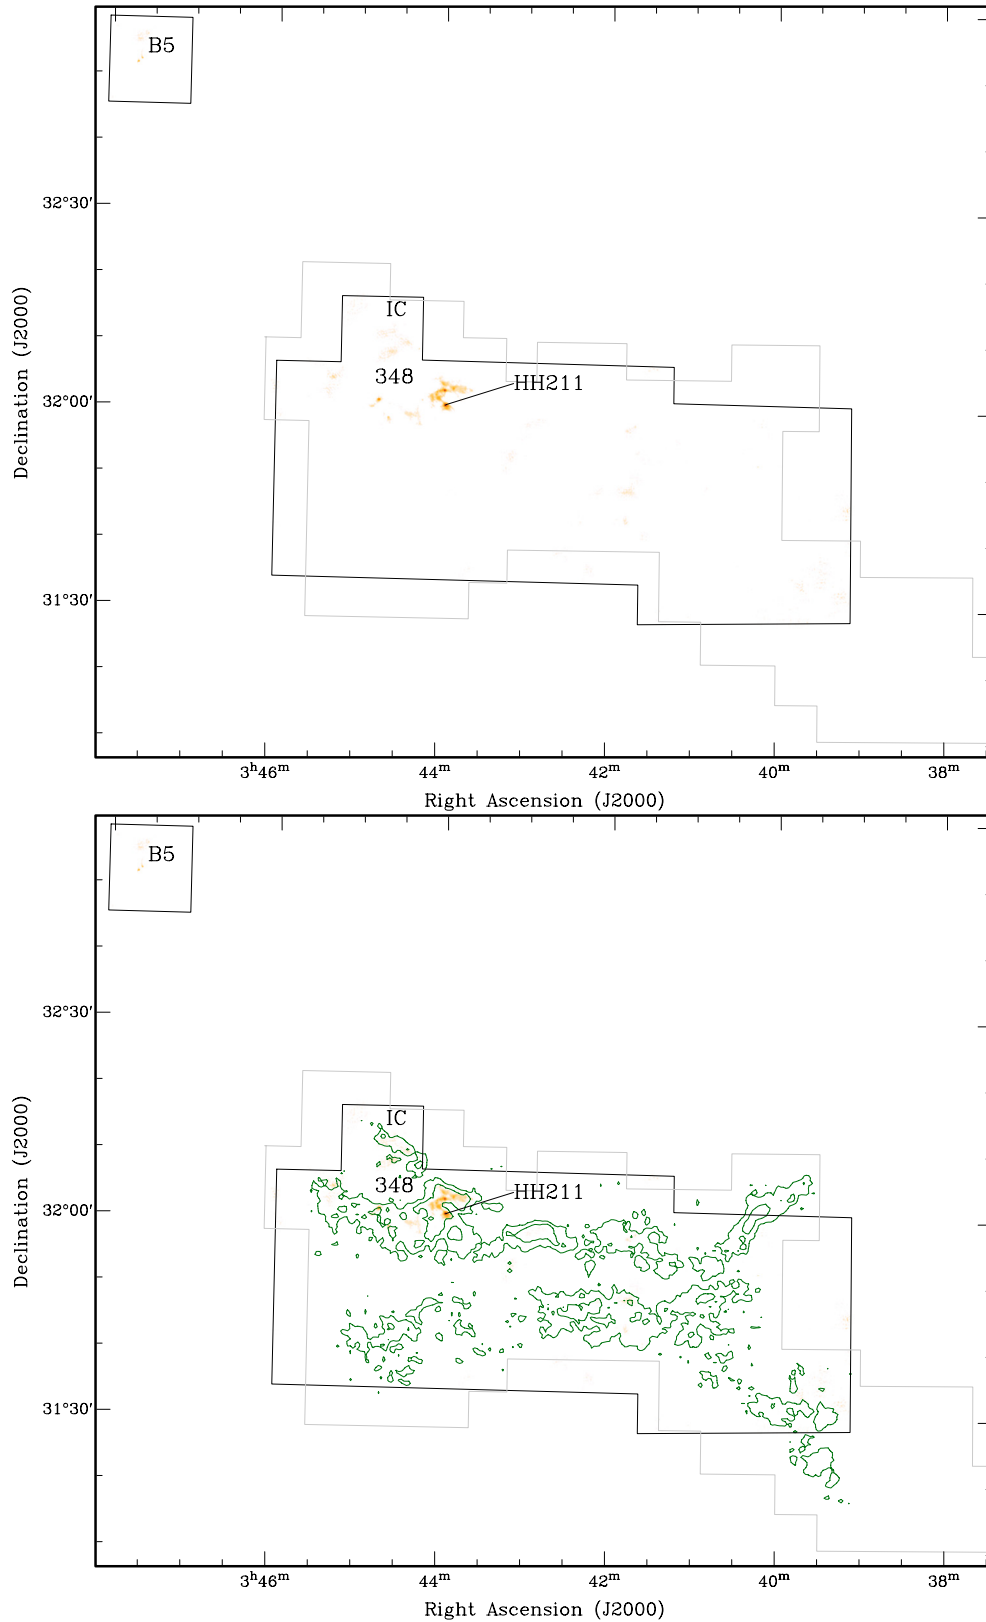 B5
32°30′
IC
348
HH211
32°00′
31°30′
Declination (J2000)
3ʰ46ᵐ 44ᵐ 42ᵐ 40ᵐ 38ᵐ
Right Ascension (J2000)
B5
32°30′
IC
348
HH211
32°00′
31°30′
Declination (J2000)
3ʰ46ᵐ 44ᵐ 42ᵐ 40ᵐ 38ᵐ
Right Ascension (J2000)